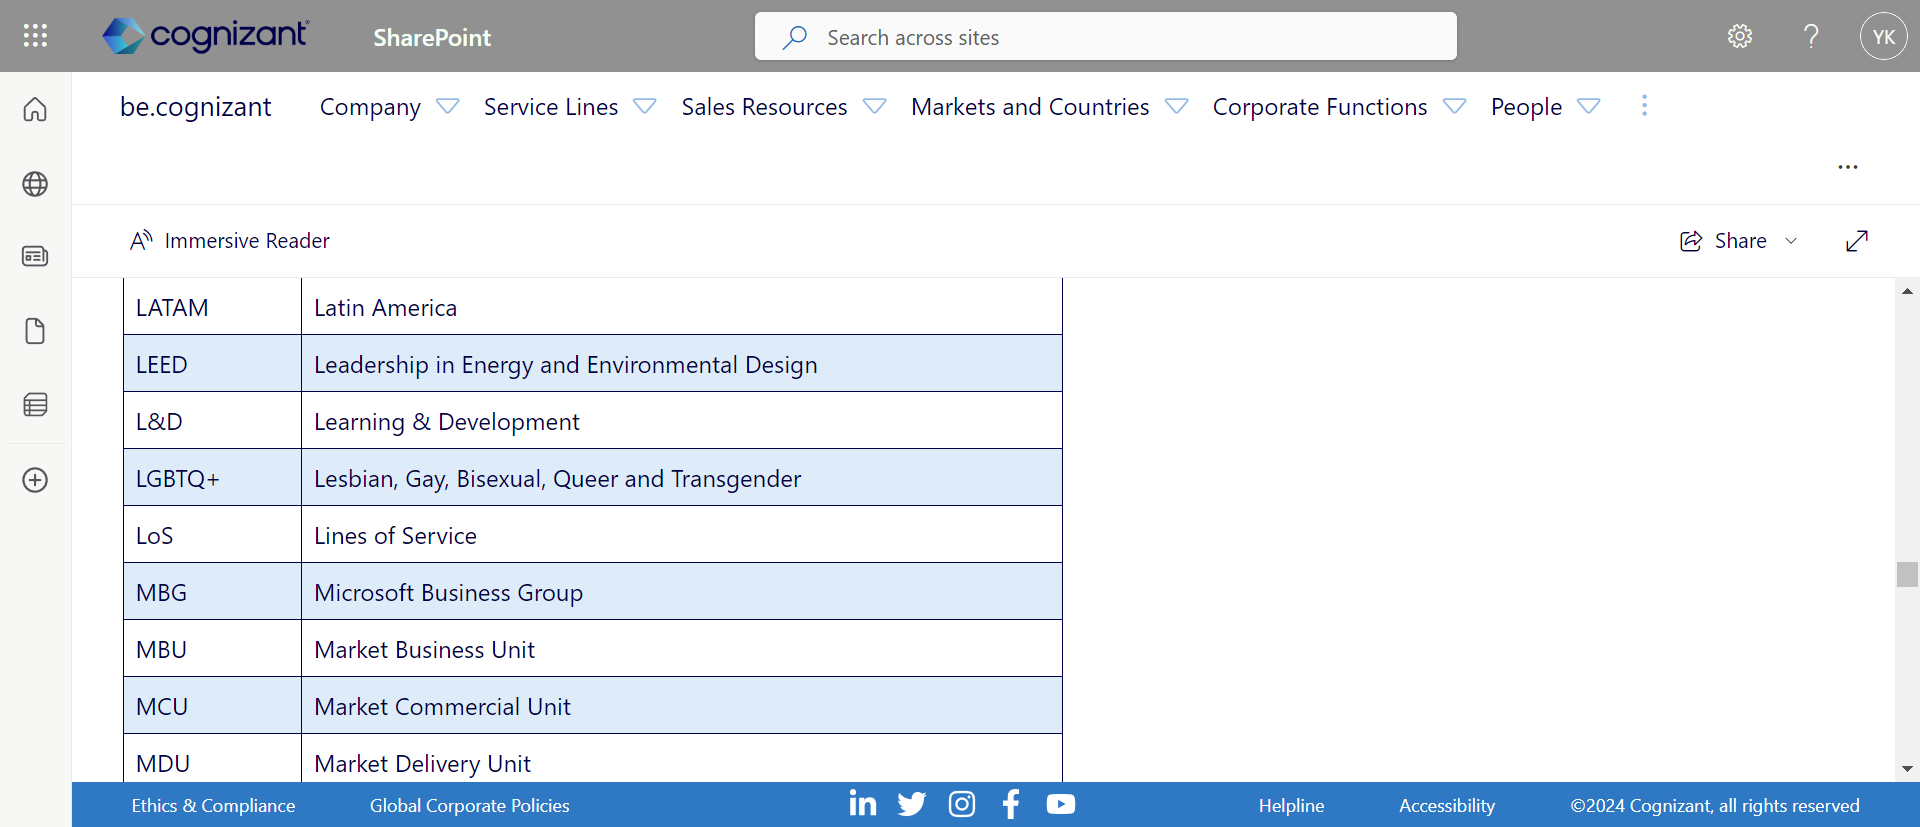 cognizant SharePoint Search across sites ? YK
be.cognizant Company Service Lines Sales Resources Markets and Countries Corporate Functions People
Immersive Reader Share
LATAM Latin America
LEED Leadership in Energy and Environmental Design
L&D Learning & Development
LGBTQ+ Lesbian, Gay, Bisexual, Queer and Transgender
LoS Lines of Service
MBG Microsoft Business Group
MBU Market Business Unit
MCU Market Commercial Unit
MDU Market Delivery Unit
Ethics & Compliance Global Corporate Policies Helpline Accessibility ©2024 Cognizant, all rights reserved